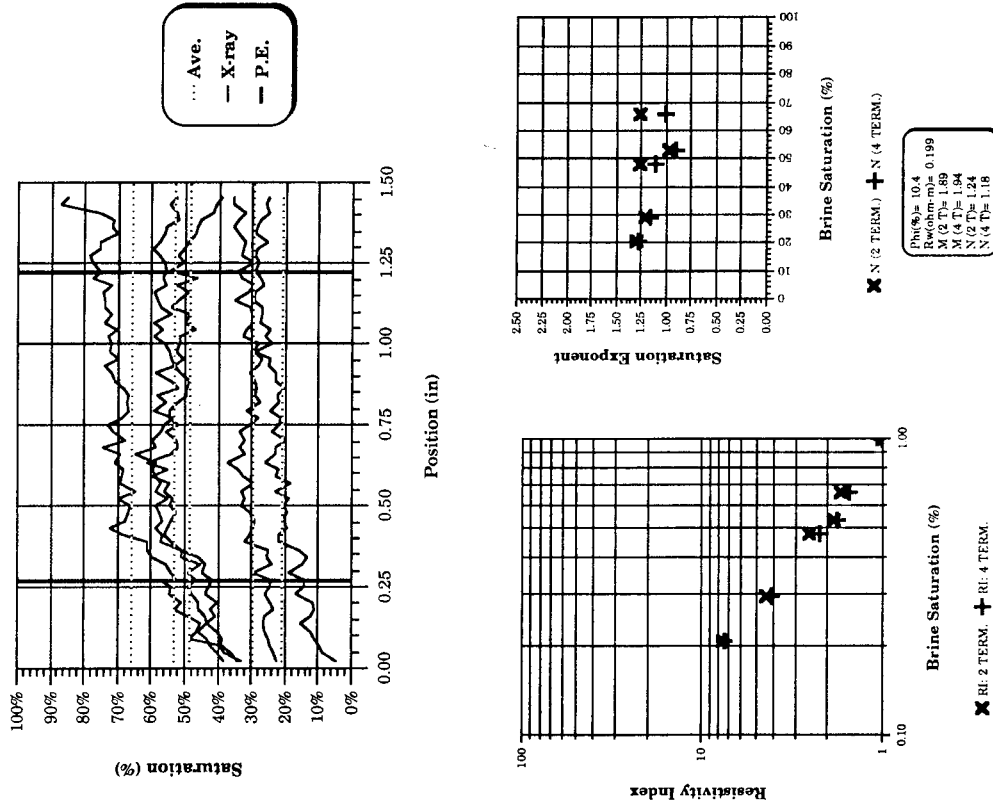 100%
90%
80%
70%
60%
50%
40%
30%
20%
10%
0%
Saturation (%)
0.00
0.25
0.50
0.75
1.00
1.25
1.50
Position (in)
Ave.
X-ray
P.E.
100
10
1
Resistivity Index
0.10
1.00
Brine Saturation (%)
RI: 2 TERM.
RI: 4 TERM.
2.50
2.25
2.00
1.75
1.50
1.25
1.00
0.75
0.50
0.25
0.00
Saturation Exponent
0
10
20
30
40
50
60
70
80
90
100
Brine Saturation (%)
N (2 TERM.)
N (4 TERM.)
Phi(%)= 10.4
Rw(ohm-m)= 0.199
M (2 T)= 1.89
M (4 T)= 1.94
N (2 T)= 1.24
N (4 T)= 1.18